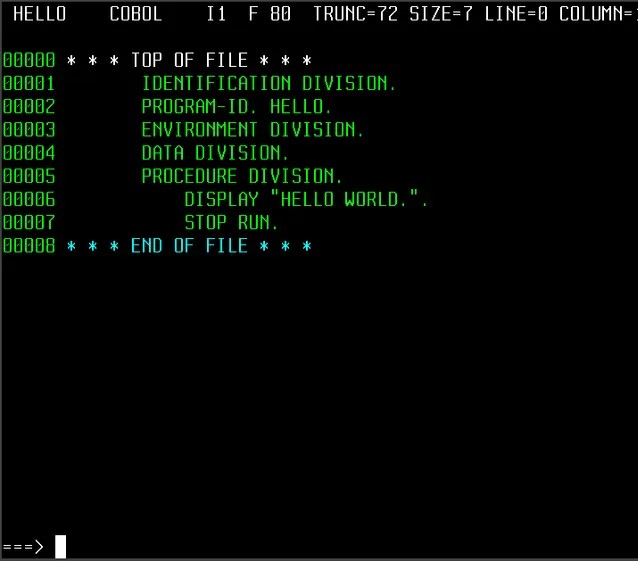 HELLO    COBOL    I1  F 80  TRUNC=72 SIZE=7 LINE=0 COLUMN=1
00000 * * * TOP OF FILE * * *
00001        IDENTIFICATION DIVISION.
00002        PROGRAM-ID. HELLO.
00003        ENVIRONMENT DIVISION.
00004        DATA DIVISION.
00005        PROCEDURE DIVISION.
00006            DISPLAY "HELLO WORLD.".
00007            STOP RUN.
00008 * * * END OF FILE * * *
===>